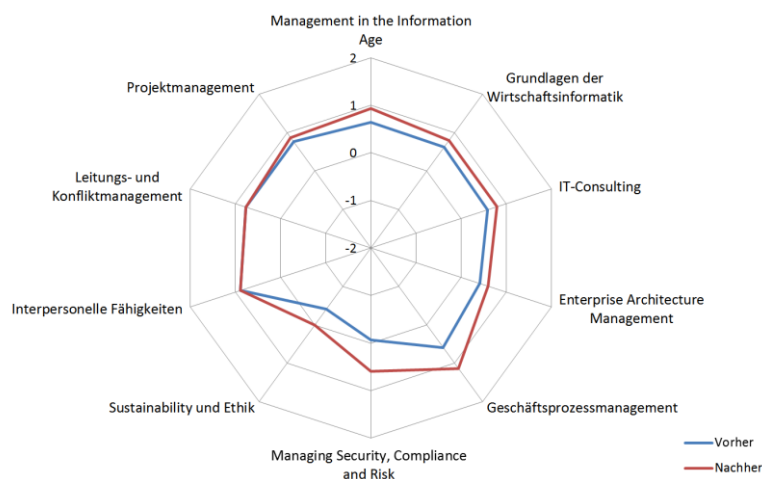 Management in the Information
Age
2
Grundlagen der
Wirtschaftsinformatik
Projektmanagement
1
0
Leitungs- und
Konfliktmanagement
IT-Consulting
-1
-2
Interpersonelle Fähigkeiten
Enterprise Architecture
Management
Sustainability und Ethik
Geschäftsprozessmanagement
Managing Security, Compliance
and Risk
Vorher
Nachher